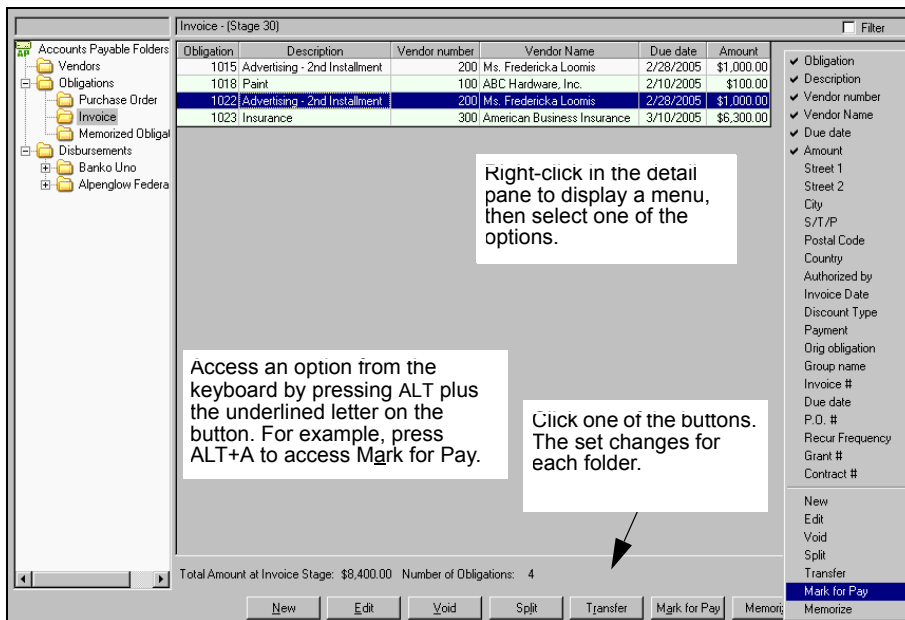 Invoice - (Stage 30)
Filter
Accounts Payable Folders
Vendors
Obligations
Purchase Order
Invoice
Memorized Obligat
Disbursements
Banko Uno
Alpenglow Federa
Obligation Description Vendor number Vendor Name Due date Amount
1015 Advertising - 2nd Installment 200 Ms. Fredericka Loomis 2/28/2005 $1,000.00
1018 Paint 100 ABC Hardware, Inc. 2/10/2005 $100.00
1022 Advertising - 2nd Installment 200 Ms. Fredericka Loomis 2/28/2005 $1,000.00
1023 Insurance 300 American Business Insurance 3/10/2005 $6,300.00
Right-click in the detail
pane to display a menu,
then select one of the
options.
Access an option from the
keyboard by pressing ALT plus
the underlined letter on the
button. For example, press
ALT+A to access Mark for Pay.
Click one of the buttons.
The set changes for
each folder.
Obligation
Description
Vendor number
Vendor Name
Due date
Amount
Street 1
Street 2
City
S/T/P
Postal Code
Country
Authorized by
Invoice Date
Discount Type
Payment
Orig obligation
Group name
Invoice #
Due date
P.O. #
Recur Frequency
Grant #
Contract #
New
Edit
Void
Split
Transfer
Mark for Pay
Memorize
Total Amount at Invoice Stage: $8,400.00 Number of Obligations: 4
New Edit Void Split Transfer Mark for Pay Memoriz